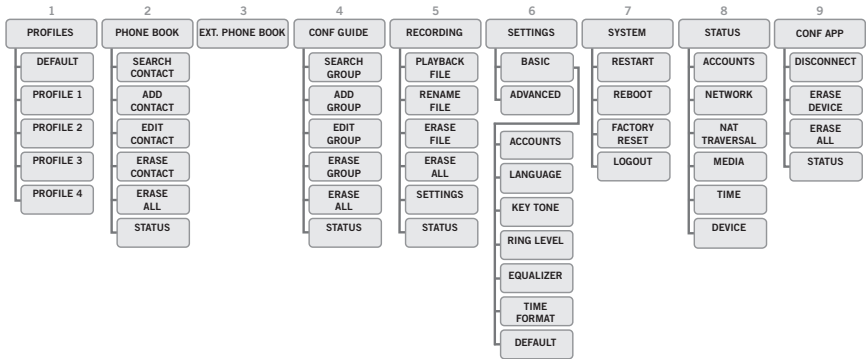 1
2
3
4
5
6
7
8
9
PROFILES
PHONE BOOK
EXT. PHONE BOOK
CONF GUIDE
RECORDING
SETTINGS
SYSTEM
STATUS
CONF APP
DEFAULT
PROFILE 1
PROFILE 2
PROFILE 3
PROFILE 4
SEARCH
CONTACT
ADD
CONTACT
EDIT
CONTACT
ERASE
CONTACT
ERASE
ALL
STATUS
SEARCH
GROUP
ADD
GROUP
EDIT
GROUP
ERASE
GROUP
ERASE
ALL
STATUS
PLAYBACK
FILE
RENAME
FILE
ERASE
FILE
ERASE
ALL
SETTINGS
STATUS
BASIC
ADVANCED
ACCOUNTS
LANGUAGE
KEY TONE
RING LEVEL
EQUALIZER
TIME
FORMAT
DEFAULT
RESTART
REBOOT
FACTORY
RESET
LOGOUT
ACCOUNTS
NETWORK
NAT
TRAVERSAL
MEDIA
TIME
DEVICE
DISCONNECT
ERASE
DEVICE
ERASE
ALL
STATUS